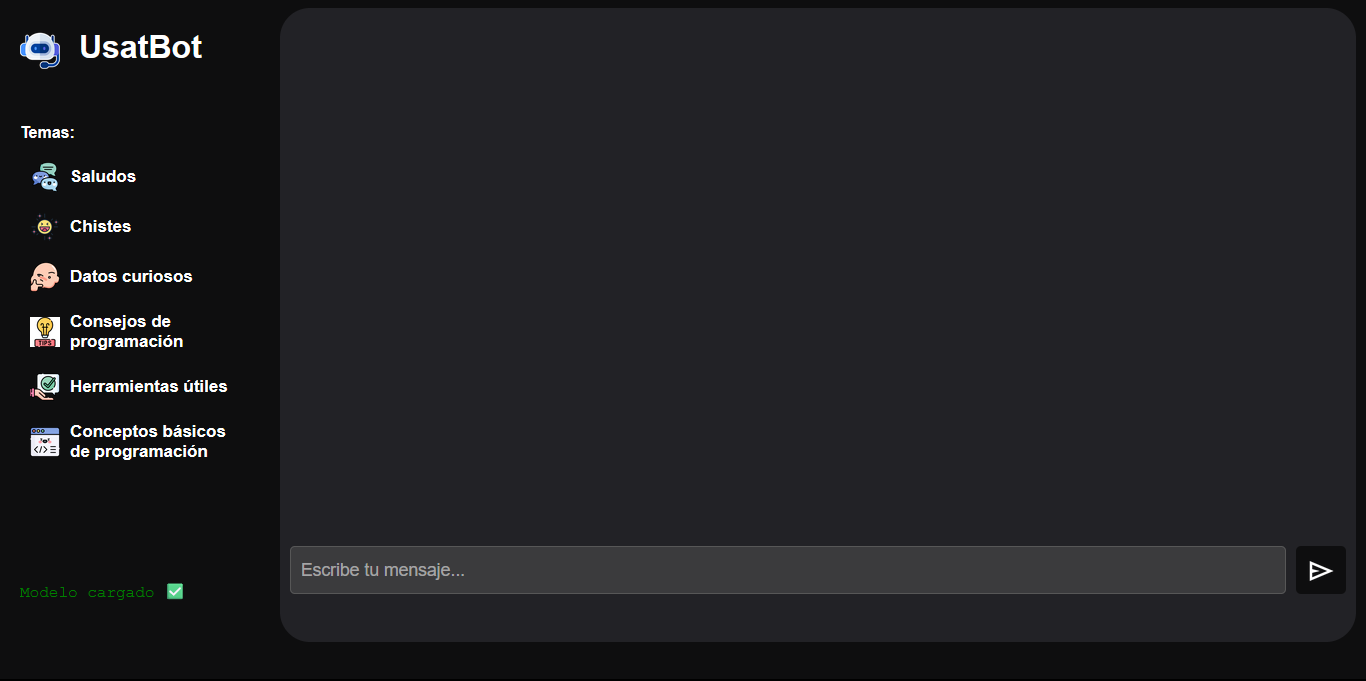 UsatBot
Temas:
Saludos
Chistes
Datos curiosos
Consejos de
programación
TIPS
Herramientas útiles
Conceptos básicos
de programación
Modelo cargado ✅
Escribe tu mensaje...